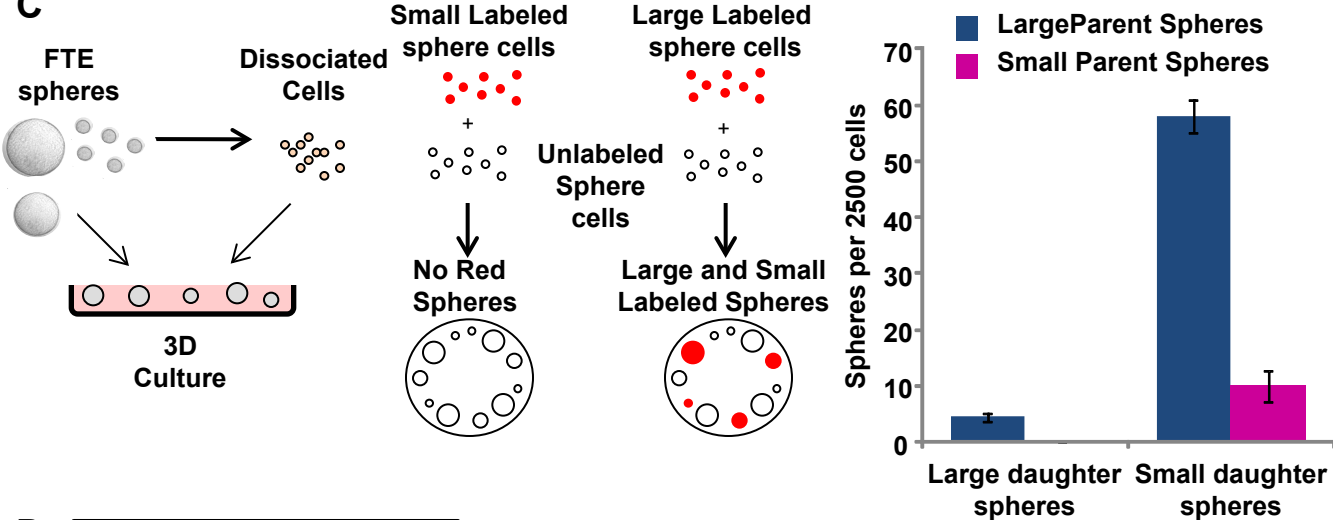 C
FTE
spheres
Dissociated
Cells
3D
Culture
Small Labeled
sphere cells
+
No Red
Spheres
Unlabeled
Sphere
cells
Large Labeled
sphere cells
+
Large and Small
Labeled Spheres
LargeParent Spheres
Small Parent Spheres
Spheres per 2500 cells
70
60
50
40
30
20
10
0
Large daughter
spheres
Small daughter
spheres